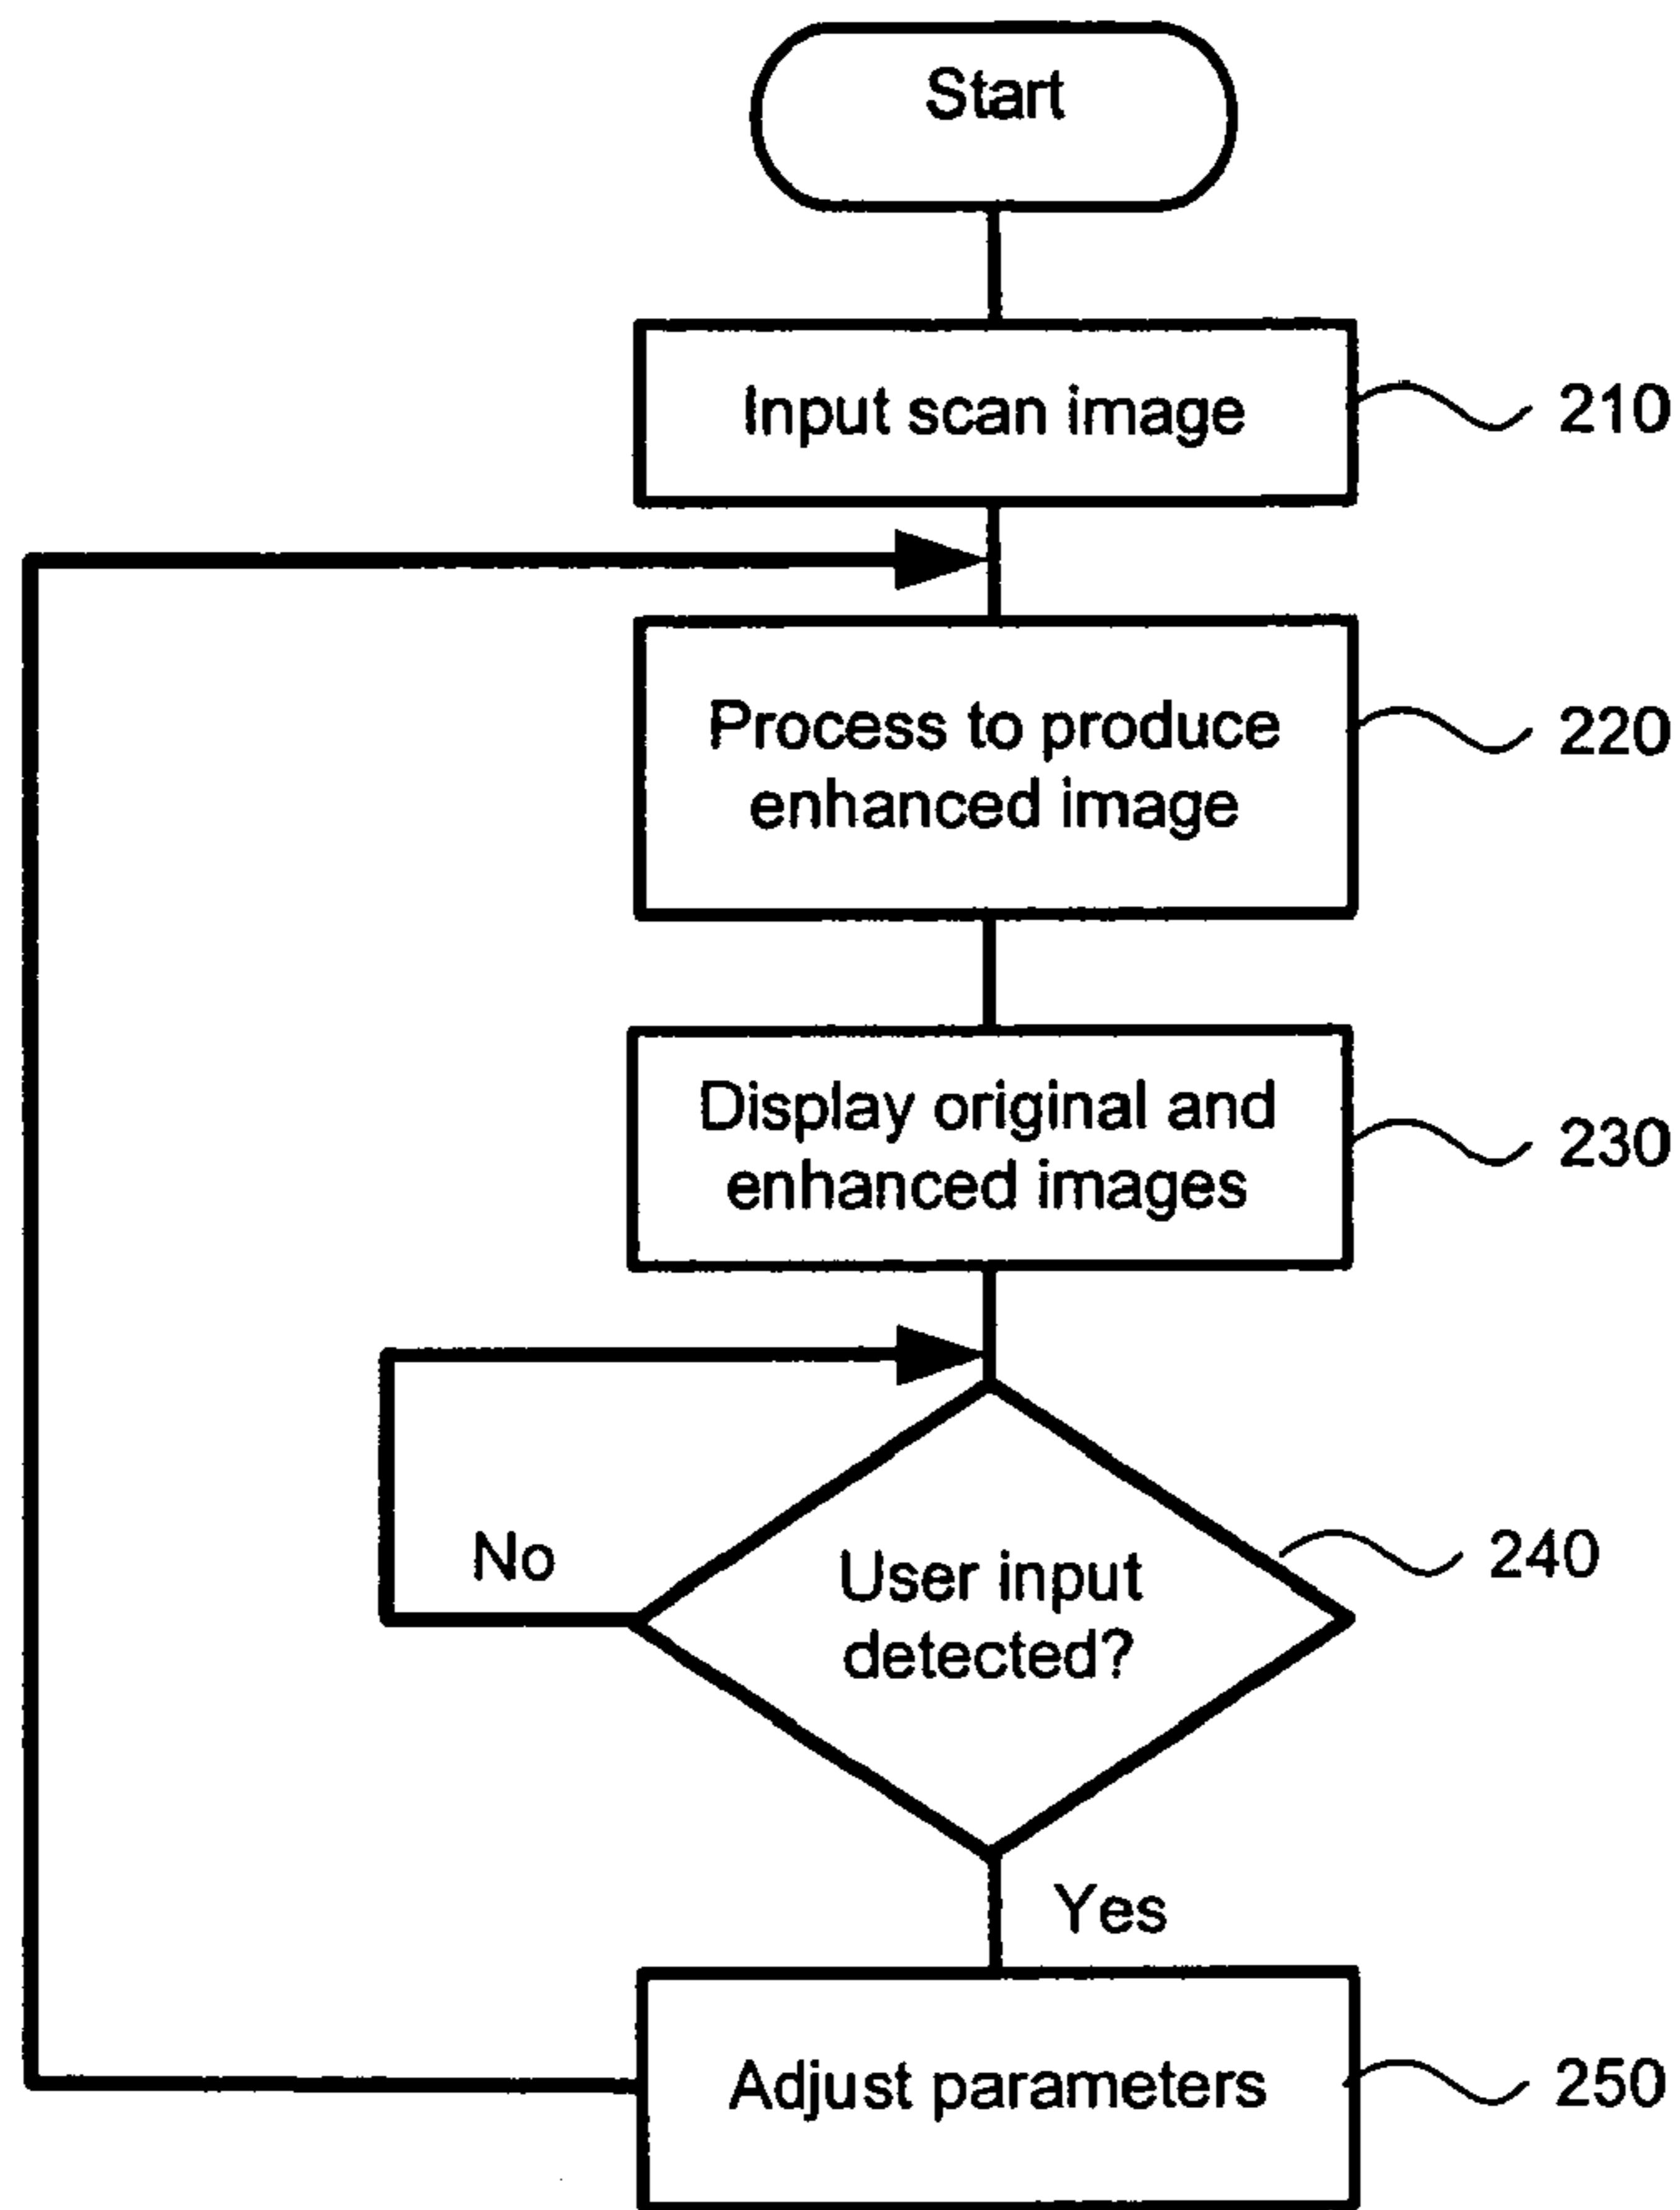 Start
Input scan image
210
Process to produce
enhanced image
220
Display original and
enhanced images
230
No
User input
detected?
240
Yes
Adjust parameters
250